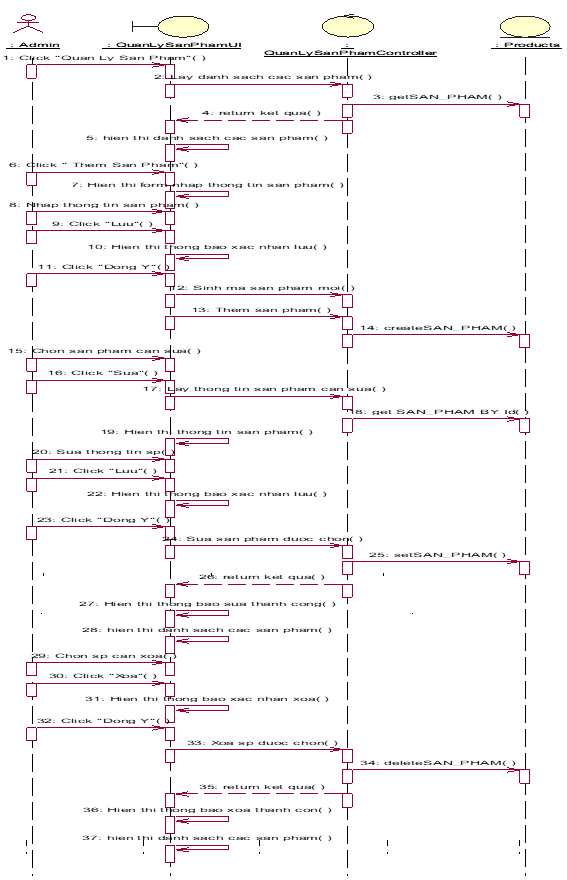 : Admin
: QuanLySanPhamUI
:
QuanLySanPhamController
: Products
1: Click "Quan Ly San Pham"( )
2: Lay danh sach cac san pham( )
3: getSAN_PHAM( )
4: return ket qua( )
5: hien thi danh sach cac san pham( )
6: Click " Them San Pham"( )
7: Hien thi form nhap thong tin san pham( )
8: Nhap thong tin san pham( )
9: Click "Luu"( )
10: Hien thi thong bao xac nhan luu( )
11: Click "Dong Y"( )
12: Sinh ma san pham moi( )
13: Them san pham( )
14: createSAN_PHAM( )
15: Chon san pham can sua( )
16: Click "Sua"( )
17: Lay thong tin san pham can sua( )
18: get SAN_PHAM BY Id( )
19: Hien thi thong tin san pham( )
20: Sua thong tin sp( )
21: Click "Luu"( )
22: Hien thi thong bao xac nhan luu( )
23: Click "Dong Y"( )
24: Sua san pham duoc chon( )
25: setSAN_PHAM( )
26: return ket qua( )
27: Hien thi thong bao sua thanh cong( )
28: hien thi danh sach cac san pham( )
29: Chon sp can xoa( )
30: Click "Xoa"( )
31: Hien thi thong bao xac nhan xoa( )
32: Click "Dong Y"( )
33: Xoa sp duoc chon( )
34: deleteSAN_PHAM( )
35: return ket qua( )
36: Hien thi thong bao xoa thanh con( )
37: hien thi danh sach cac san pham( )